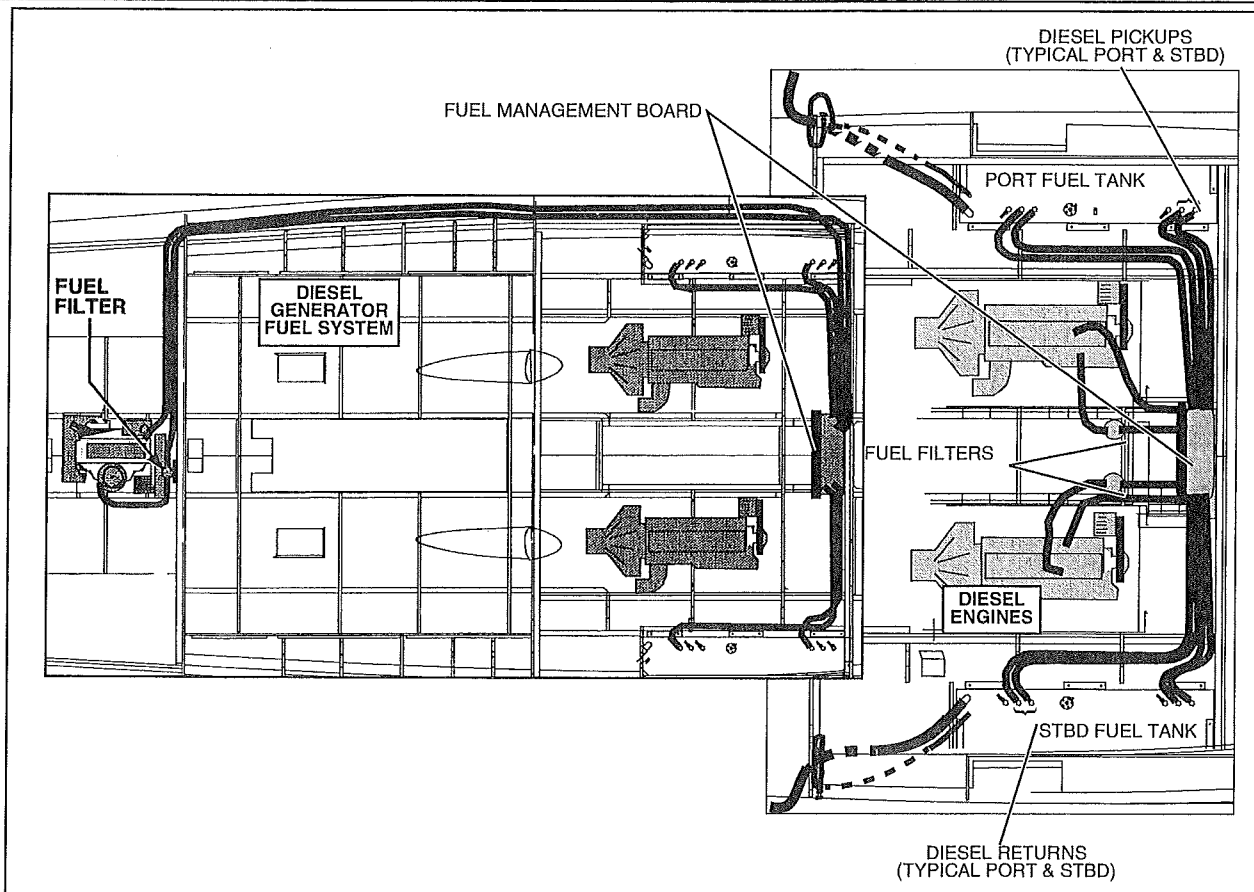 DIESEL PICKUPS
(TYPICAL PORT & STBD)
FUEL MANAGEMENT BOARD
PORT FUEL TANK
FUEL
FILTER
DIESEL
GENERATOR
FUEL SYSTEM
FUEL FILTERS
DIESEL
ENGINES
STBD FUEL TANK
DIESEL RETURNS
(TYPICAL PORT & STBD)